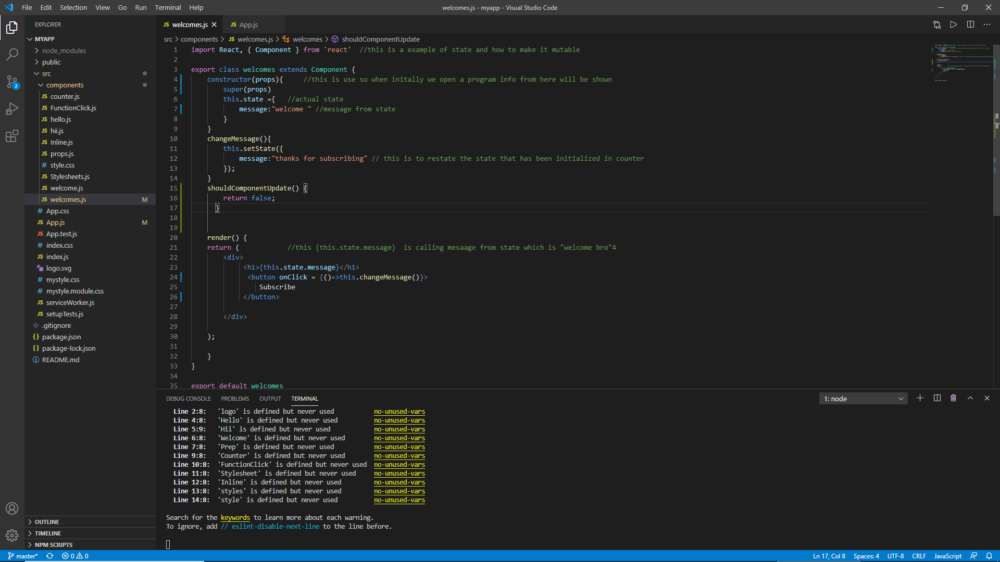 File Edit Selection View Go Run Terminal Help
welcomes.js - myapp - Visual Studio Code
EXPLORER
MYAPP
node_modules
public
src
components
JS counter.js
JS FunctionClick.js
JS hello.js
JS hii.js
JS Inline.js
JS props.js
# style.css
JS Stylesheets.js
JS welcome.js
JS welcomes.js M
# App.css
JS App.js M
JS App.test.js
# index.css
JS index.js
logo.svg
# mystyle.css
# mystyle.module.css
JS serviceWorker.js
JS setupTests.js
.gitignore
{} package.json
{} package-lock.json
README.md
OUTLINE
TIMELINE
NPM SCRIPTS
2
JS welcomes.js JS App.js
src > components > JS welcomes.js > welcomes > shouldComponentUpdate
1 import React, { Component } from 'react' //this is a example of state and how to make it mutable
2
3 export class welcomes extends Component {
4 constructor(props){ //this is use so when initally we open a program info from here will be shown
5 super(props)
6 this.state ={ //actual state
7 message:"welcome " //message from state
8 }
9 }
10 changeMessage(){
11 this.setState({
12 message:"thanks for subscribing" // this is to restate the state that has been initialized in counter
13 });
14 }
15 shouldComponentUpdate() {
16 return false;
17 }
18
19
20 render() {
21 return ( //this {this.state.message} is calling mesaage from state which is "welcome bro"4
22 <div>
23 <h1>{this.state.message}</h1>
24 <button onClick = {()=>this.changeMessage()}>
25 Subscribe
26 </button>
27
28 </div>
29
30 );
31
32 }
33 }
34
35 export default welcomes
DEBUG CONSOLE PROBLEMS OUTPUT TERMINAL
1: node
Line 2:8: 'logo' is defined but never used no-unused-vars
Line 4:8: 'Hello' is defined but never used no-unused-vars
Line 5:9: 'Hii' is defined but never used no-unused-vars
Line 6:8: 'Welcome' is defined but never used no-unused-vars
Line 7:8: 'Prep' is defined but never used no-unused-vars
Line 9:8: 'Counter' is defined but never used no-unused-vars
Line 10:8: 'FunctionClick' is defined but never used no-unused-vars
Line 11:8: 'Stylesheet' is defined but never used no-unused-vars
Line 12:8: 'Inline' is defined but never used no-unused-vars
Line 13:8: 'styles' is defined but never used no-unused-vars
Line 14:8: 'style' is defined but never used no-unused-vars
Search for the keywords to learn more about each warning.
To ignore, add // eslint-disable-next-line to the line before.
master* 0 0
Ln 17, Col 8 Spaces: 4 UTF-8 CRLF JavaScript